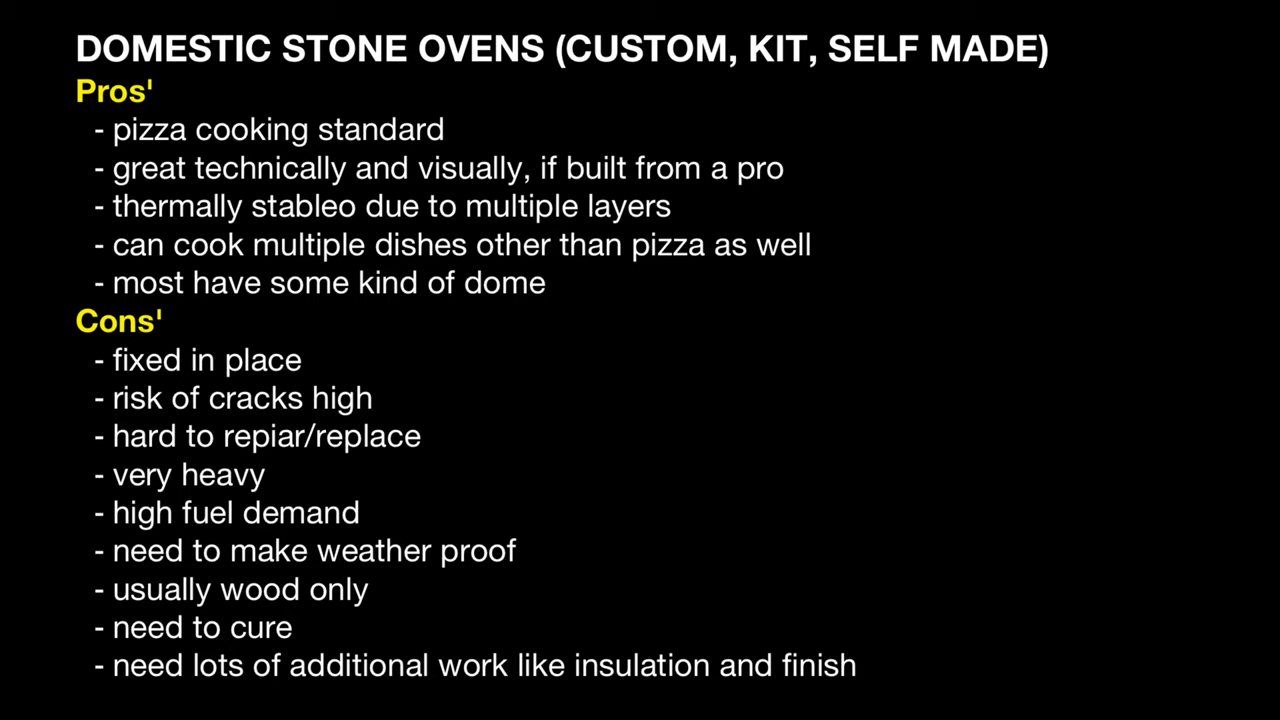 DOMESTIC STONE OVENS (CUSTOM, KIT, SELF MADE)
Pros'
- pizza cooking standard
- great technically and visually, if built from a pro
- thermally stableo due to multiple layers
- can cook multiple dishes other than pizza as well
- most have some kind of dome
Cons'
- fixed in place
- risk of cracks high
- hard to repiar/replace
- very heavy
- high fuel demand
- need to make weather proof
- usually wood only
- need to cure
- need lots of additional work like insulation and finish